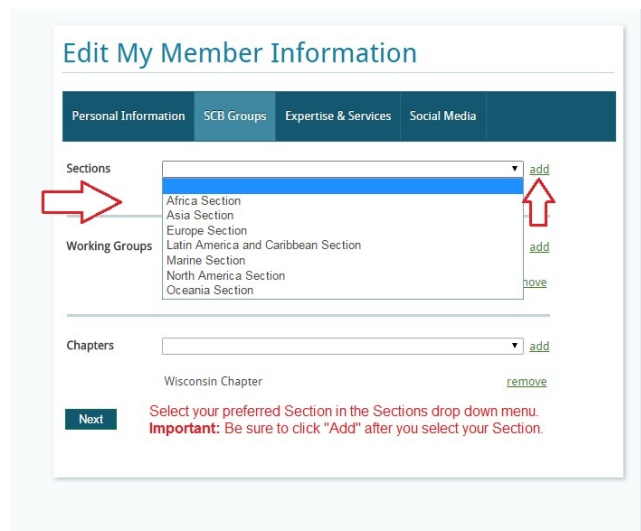 Edit My Member Information
Personal Information SCB Groups Expertise & Services Social Media
Sections add
Africa Section
Asia Section
Europe Section
Working Groups Latin America and Caribbean Section add
Marine Section
North America Section
Oceania Section
Chapters add
Wisconsin Chapter remove
Next
Select your preferred Section in the Sections drop down menu.
Important: Be sure to click "Add" after you select your Section.